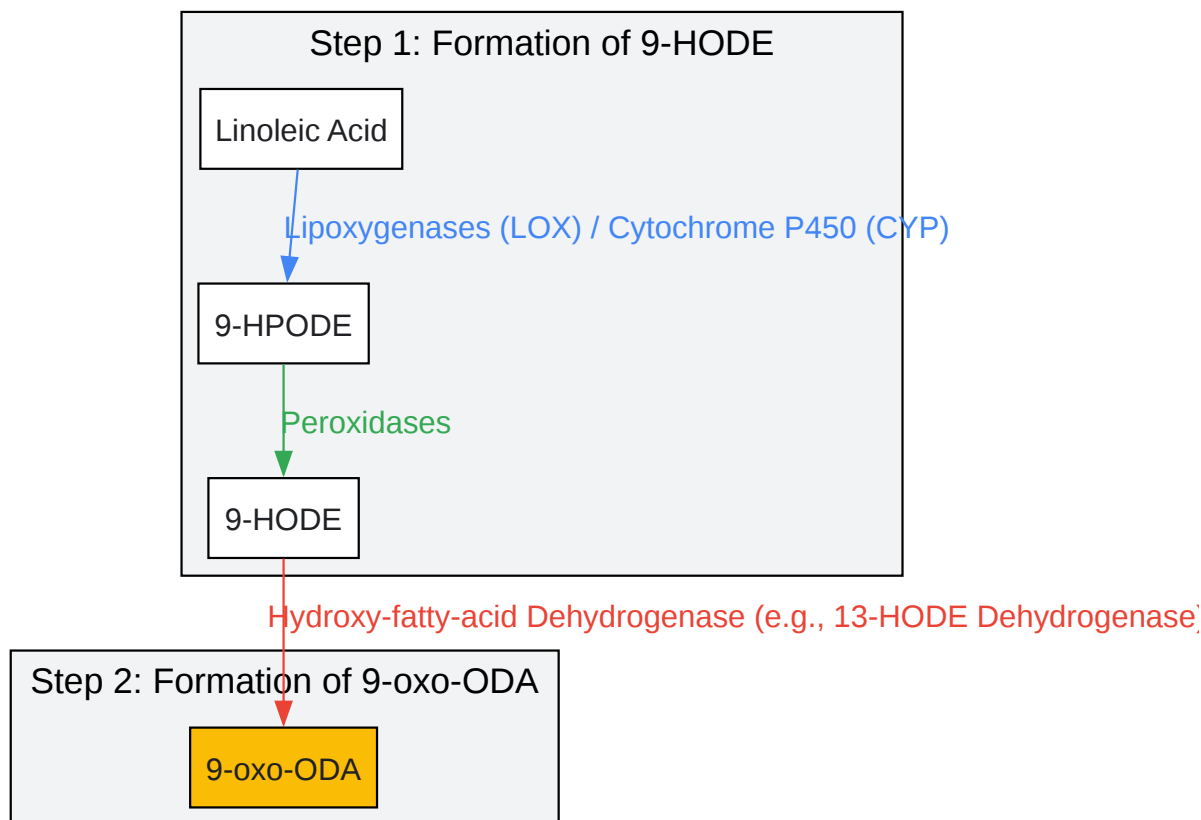 Step 1: Formation of 9-HODE
Linoleic Acid
Lipoxygenases (LOX) / Cytochrome P450 (CYP)
9-HPODE
Peroxidases
9-HODE
Hydroxy-fatty-acid Dehydrogenase (e.g., 13-HODE Dehydrogenase)
Step 2: Formation of 9-oxo-ODA
9-oxo-ODA